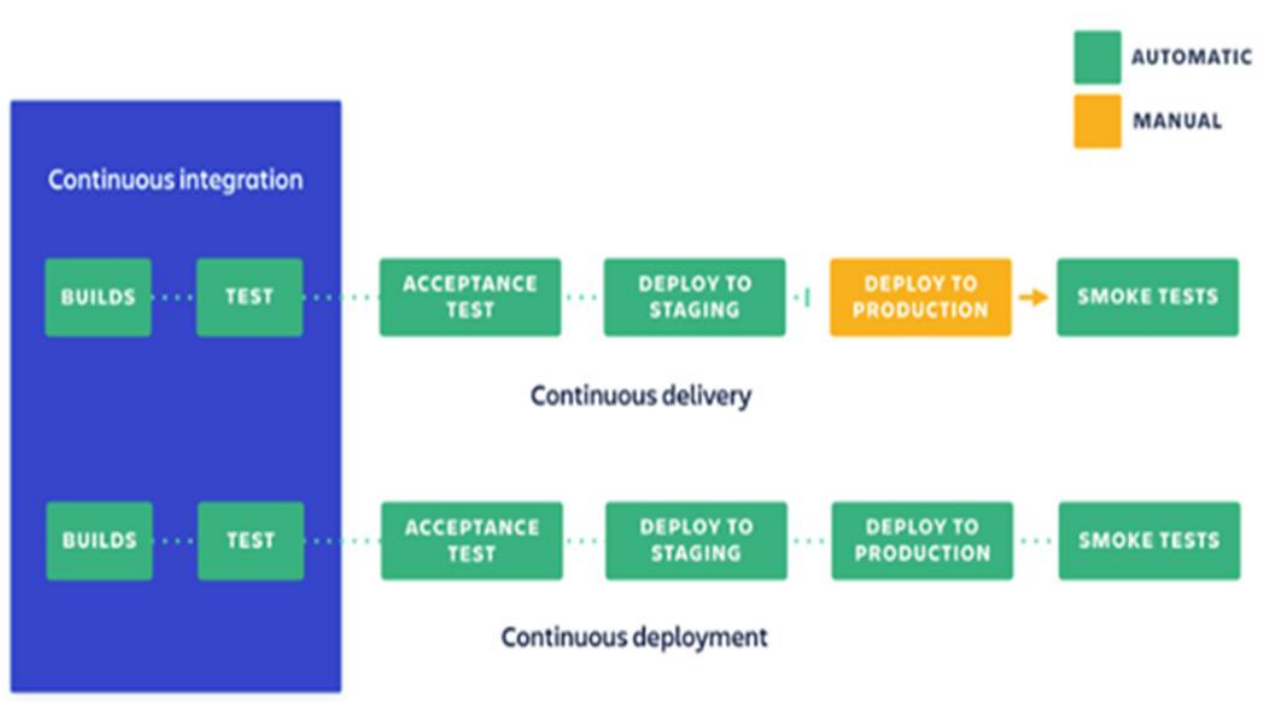 AUTOMATIC
MANUAL
Continuous integration
BUILDS
TEST
ACCEPTANCE
TEST
DEPLOY TO
STAGING
DEPLOY TO
PRODUCTION
SMOKE TESTS
Continuous delivery
BUILDS
TEST
ACCEPTANCE
TEST
DEPLOY TO
STAGING
DEPLOY TO
PRODUCTION
SMOKE TESTS
Continuous deployment